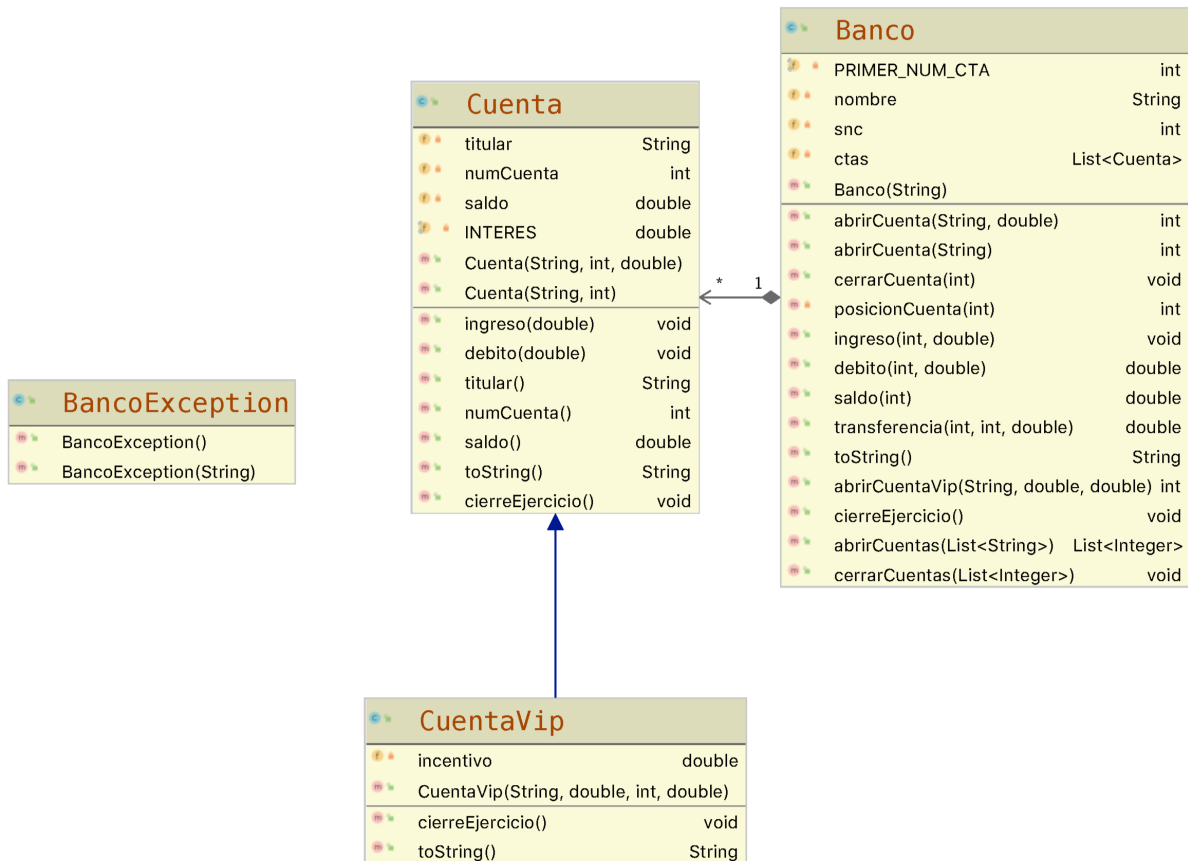 Banco
PRIMER_NUM_CTA int
nombre String
snc int
ctas List<Cuenta>
Banco(String)
abrirCuenta(String, double) int
abrirCuenta(String) int
cerrarCuenta(int) void
posicionCuenta(int) int
ingreso(int, double) void
debito(int, double) double
saldo(int) double
transferencia(int, int, double) double
toString() String
abrirCuentaVip(String, double, double) int
cierreEjercicio() void
abrirCuentas(List<String>) List<Integer>
cerrarCuentas(List<Integer>) void
Cuenta
titular String
numCuenta int
saldo double
INTERES double
Cuenta(String, int, double)
Cuenta(String, int)
ingreso(double) void
debito(double) void
titular() String
numCuenta() int
saldo() double
toString() String
cierreEjercicio() void
* 1
BancoException
BancoException()
BancoException(String)
CuentaVip
incentivo double
CuentaVip(String, double, int, double)
cierreEjercicio() void
toString() String